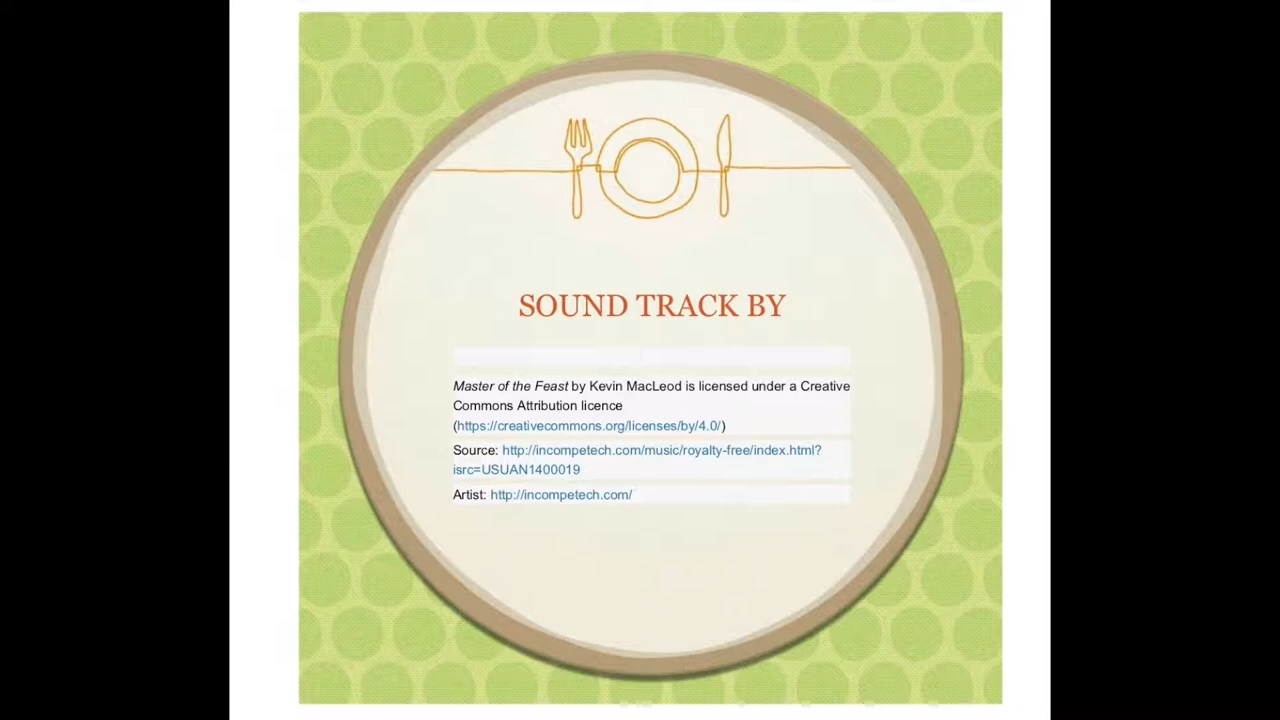 SOUND TRACK BY
Master of the Feast by Kevin MacLeod is licensed under a Creative
Commons Attribution licence
(https://creativecommons.org/licenses/by/4.0/)
Source: http://incompetech.com/music/royalty-free/index.html?
isrc=USUAN1400019
Artist: http://incompetech.com/